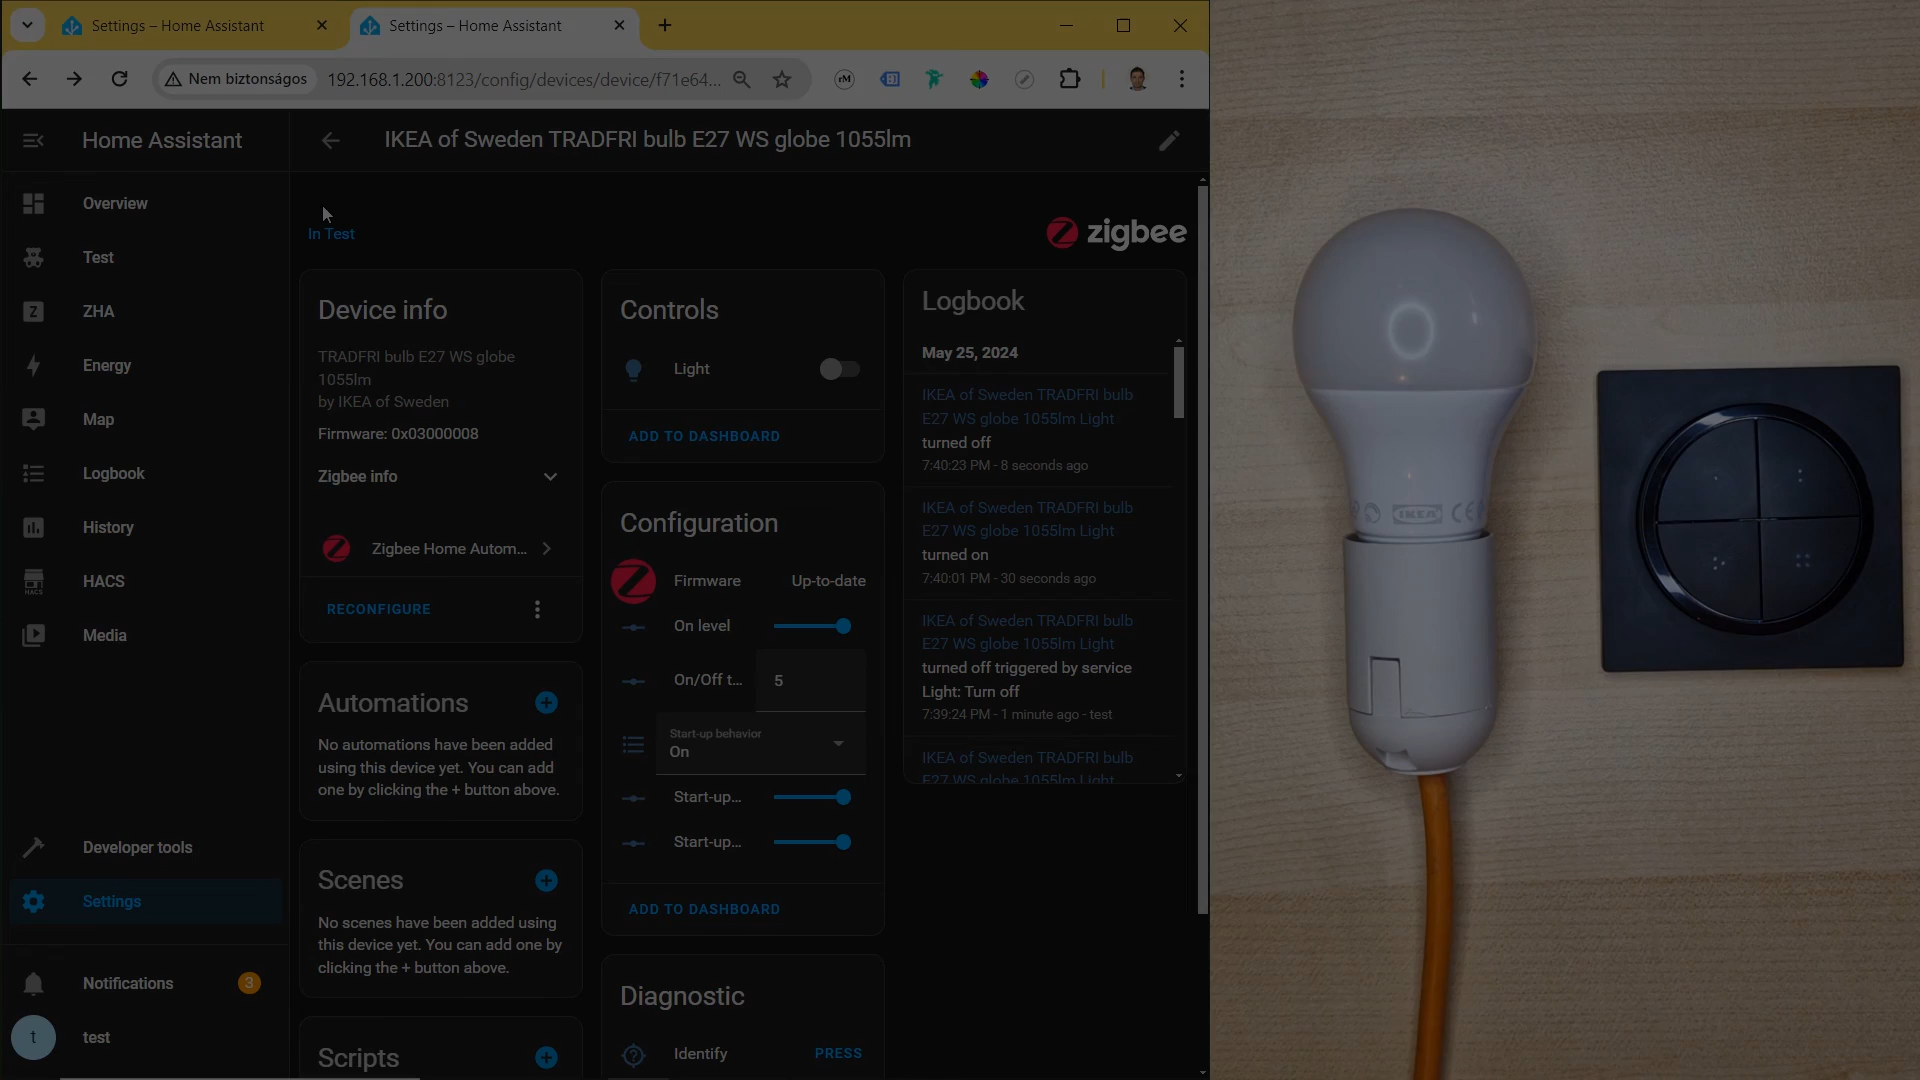 Settings – Home Assistant
Settings – Home Assistant
Nem biztonságos
192.168.1.200:8123/config/devices/device/f71e64...
rM
Home Assistant
IKEA of Sweden TRADFRI bulb E27 WS globe 1055lm
Overview
Test
ZHA
Energy
Map
Logbook
History
HACS
Media
Developer tools
Settings
Notifications
3
t
test
In Test
zigbee
Device info
TRADFRI bulb E27 WS globe
1055lm
by IKEA of Sweden
Firmware: 0x03000008
Zigbee info
Zigbee Home Autom...
RECONFIGURE
Automations
No automations have been added
using this device yet. You can add
one by clicking the + button above.
Scenes
No scenes have been added using
this device yet. You can add one by
clicking the + button above.
Scripts
Controls
Light
ADD TO DASHBOARD
Configuration
Firmware
Up-to-date
On level
On/Off t...
5
Start-up behavior
On
Start-up...
Start-up...
ADD TO DASHBOARD
Diagnostic
Identify
PRESS
Logbook
May 25, 2024
IKEA of Sweden TRADFRI bulb
E27 WS globe 1055lm Light
turned off
7:40:23 PM - 8 seconds ago
IKEA of Sweden TRADFRI bulb
E27 WS globe 1055lm Light
turned on
7:40:01 PM - 30 seconds ago
IKEA of Sweden TRADFRI bulb
E27 WS globe 1055lm Light
turned off triggered by service
Light: Turn off
7:39:24 PM - 1 minute ago - test
IKEA of Sweden TRADFRI bulb
E27 WS globe 1055lm Light
IKEA
CE